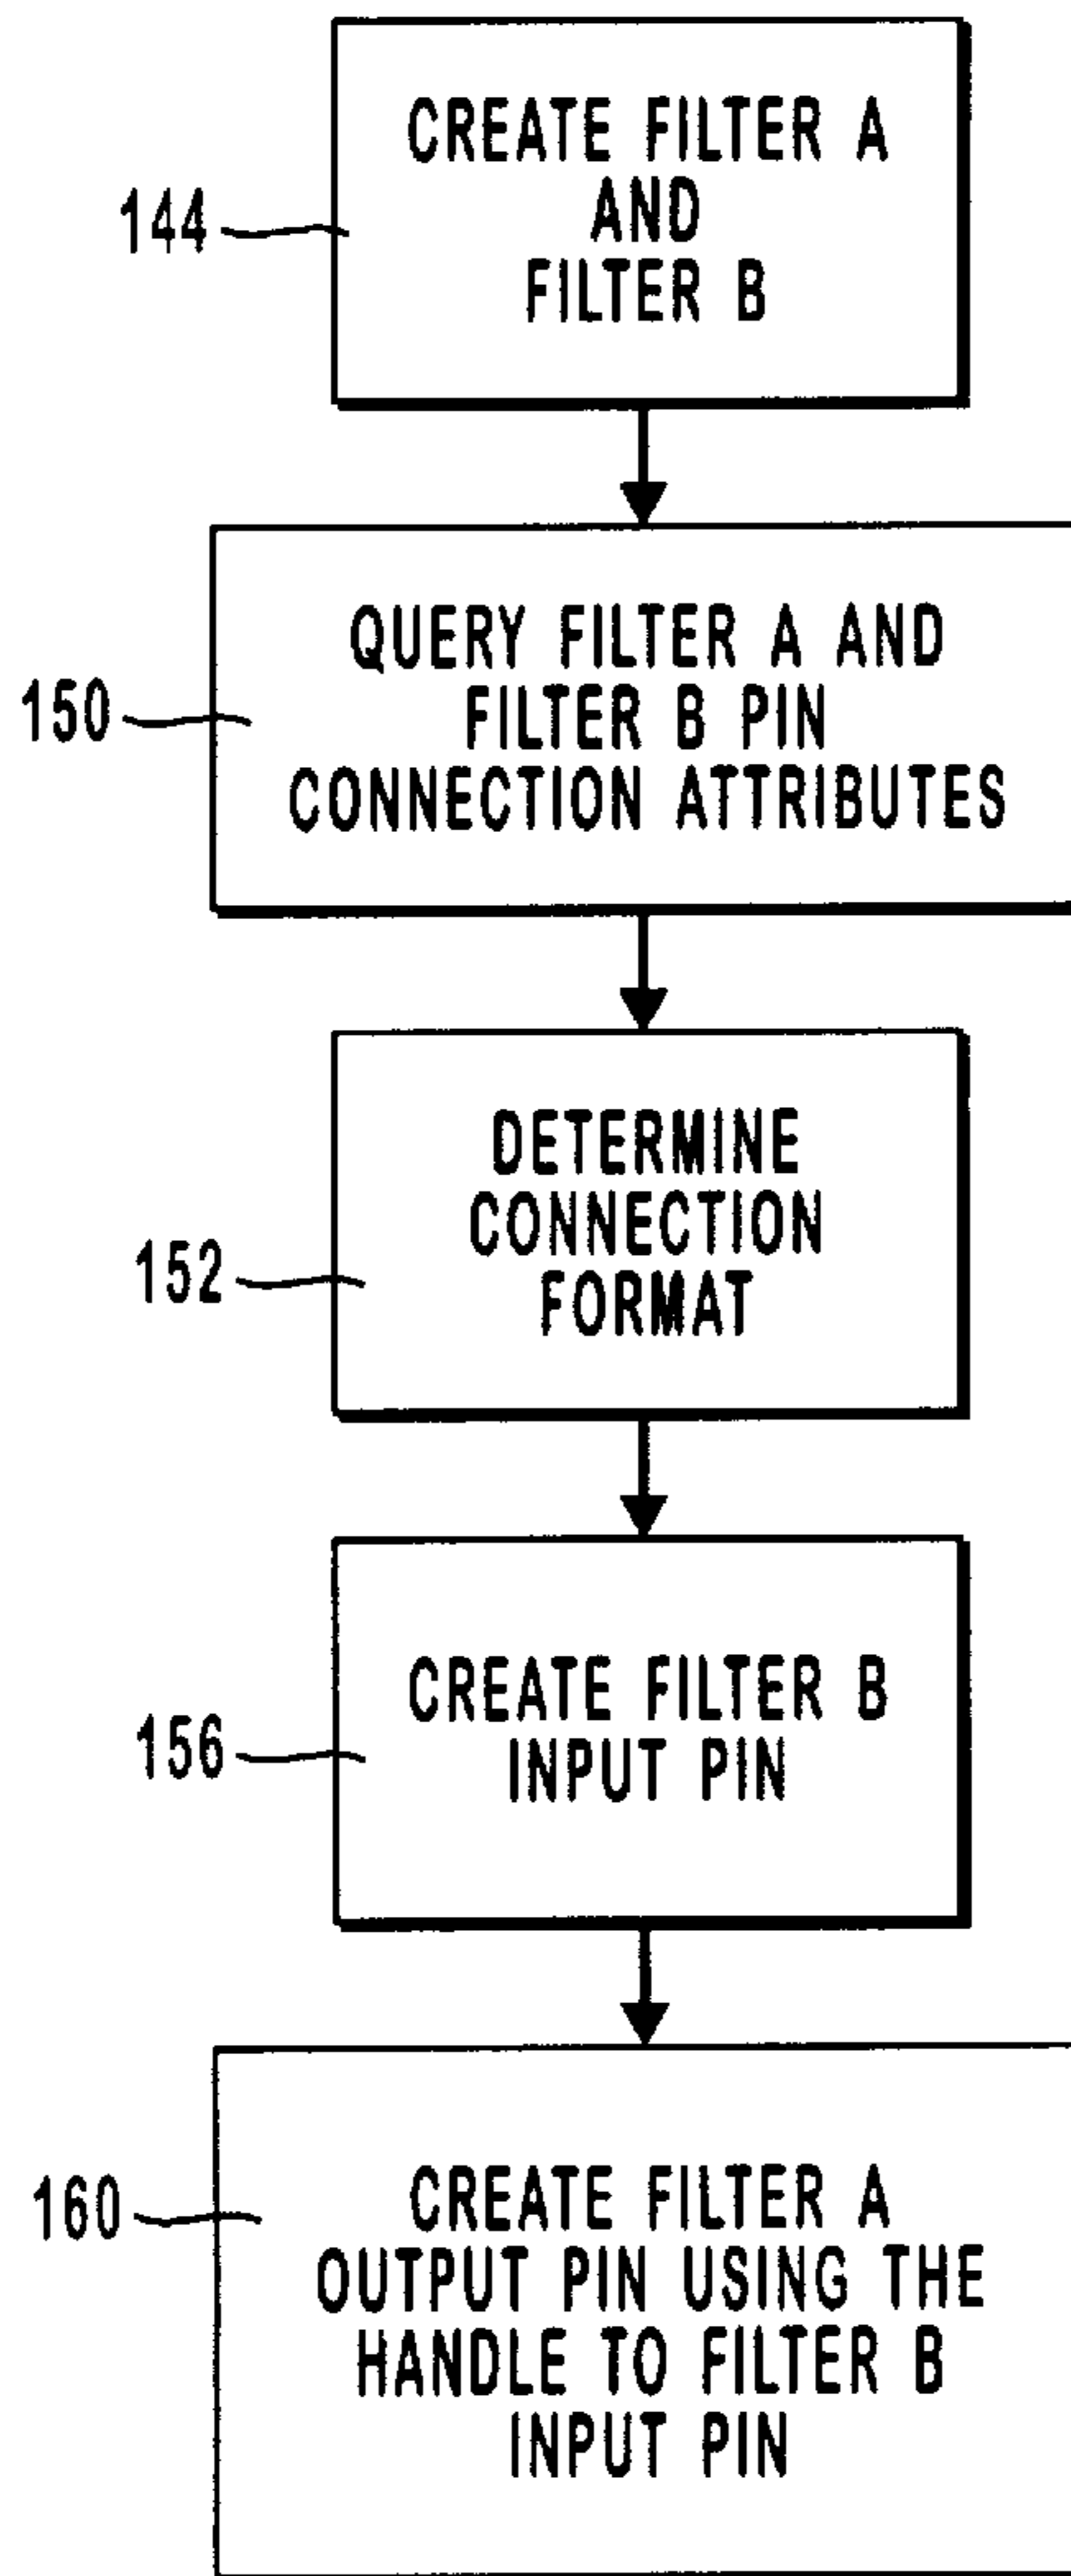 CREATE FILTER A
AND
FILTER B
144
QUERY FILTER A AND
FILTER B PIN
CONNECTION ATTRIBUTES
150
DETERMINE
CONNECTION
FORMAT
152
CREATE FILTER B
INPUT PIN
156
CREATE FILTER A
OUTPUT PIN USING THE
HANDLE TO FILTER B
INPUT PIN
160